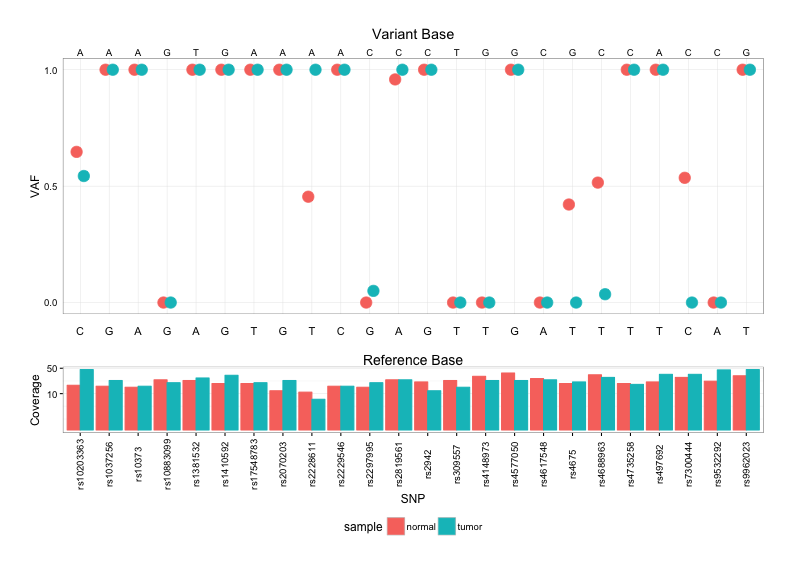 Variant Base
A A A G T G A A A A C C C T G G C G C C A C C G
1.0
VAF
0.5
0.0
C G A G A G T G T C G A G T T G A T T T T C A T
Reference Base
Coverage
50
10
rs10203363 rs1037256 rs10373 rs10883099 rs1381532 rs1410592 rs17548783 rs2070203 rs2228611 rs2229546 rs2297995 rs2819561 rs2942 rs309557 rs4148973 rs4577050 rs4617548 rs4675 rs4688963 rs4735258 rs497692 rs7300444 rs9532292 rs9962023
SNP
sample normal tumor